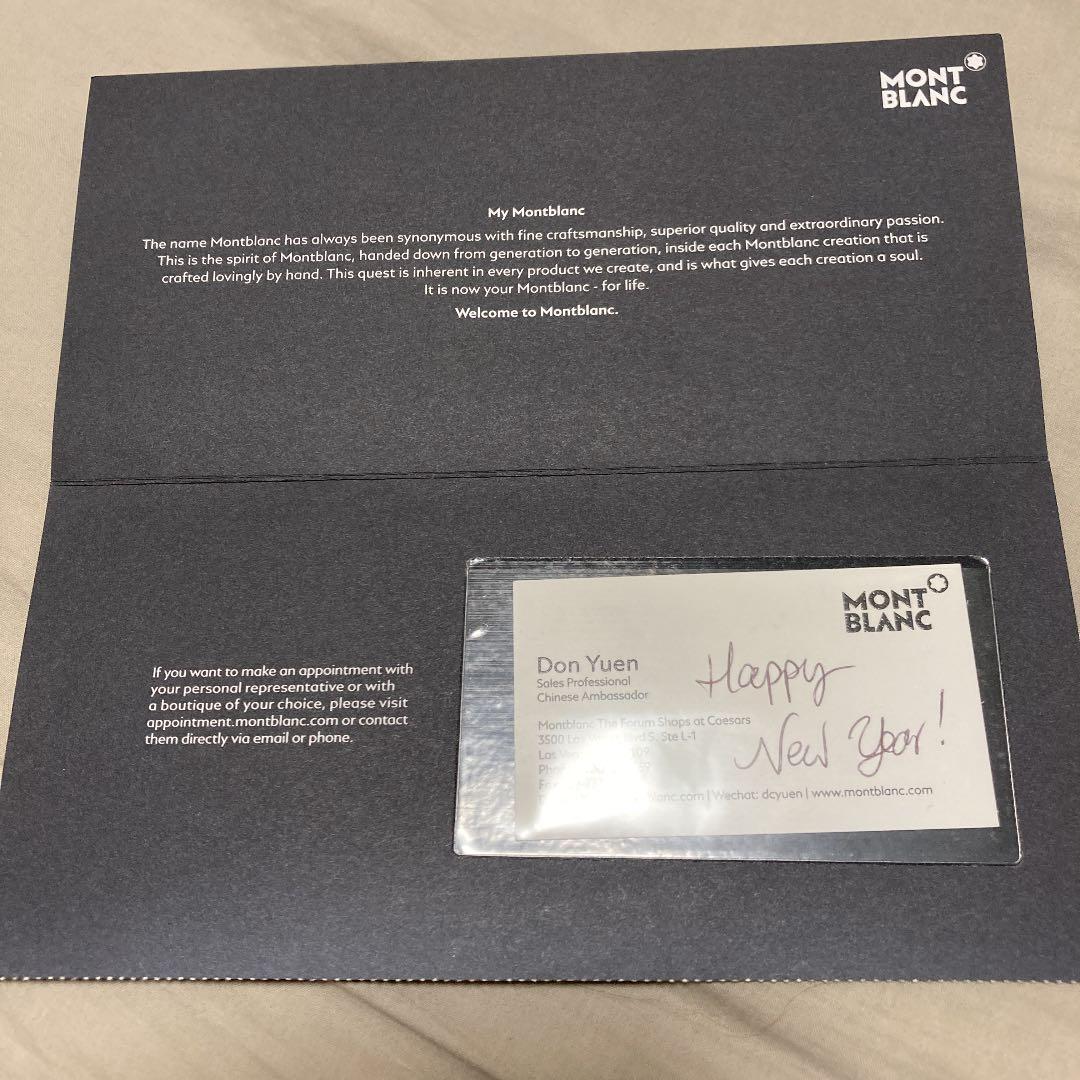 MONT
BLANC
My Montblanc
The name Montblanc has always been synonymous with fine craftsmanship, superior quality and extraordinary passion.
This is the spirit of Montblanc, handed down from generation to generation, inside each Montblanc creation that is
crafted lovingly by hand. This quest is inherent in every product we create, and is what gives each creation a soul.
It is now your Montblanc - for life.
Welcome to Montblanc.
If you want to make an appointment with
your personal representative or with
a boutique of your choice, please visit
appointment.montblanc.com or contact
them directly via email or phone.
MONT
BLANC
Don Yuen
Sales Professional
Chinese Ambassador
Montblanc The Forum Shops at Caesars
3500 S. Ste L-1
Happy
New Year!
| Wechat: dcyuen | www.montblanc.com